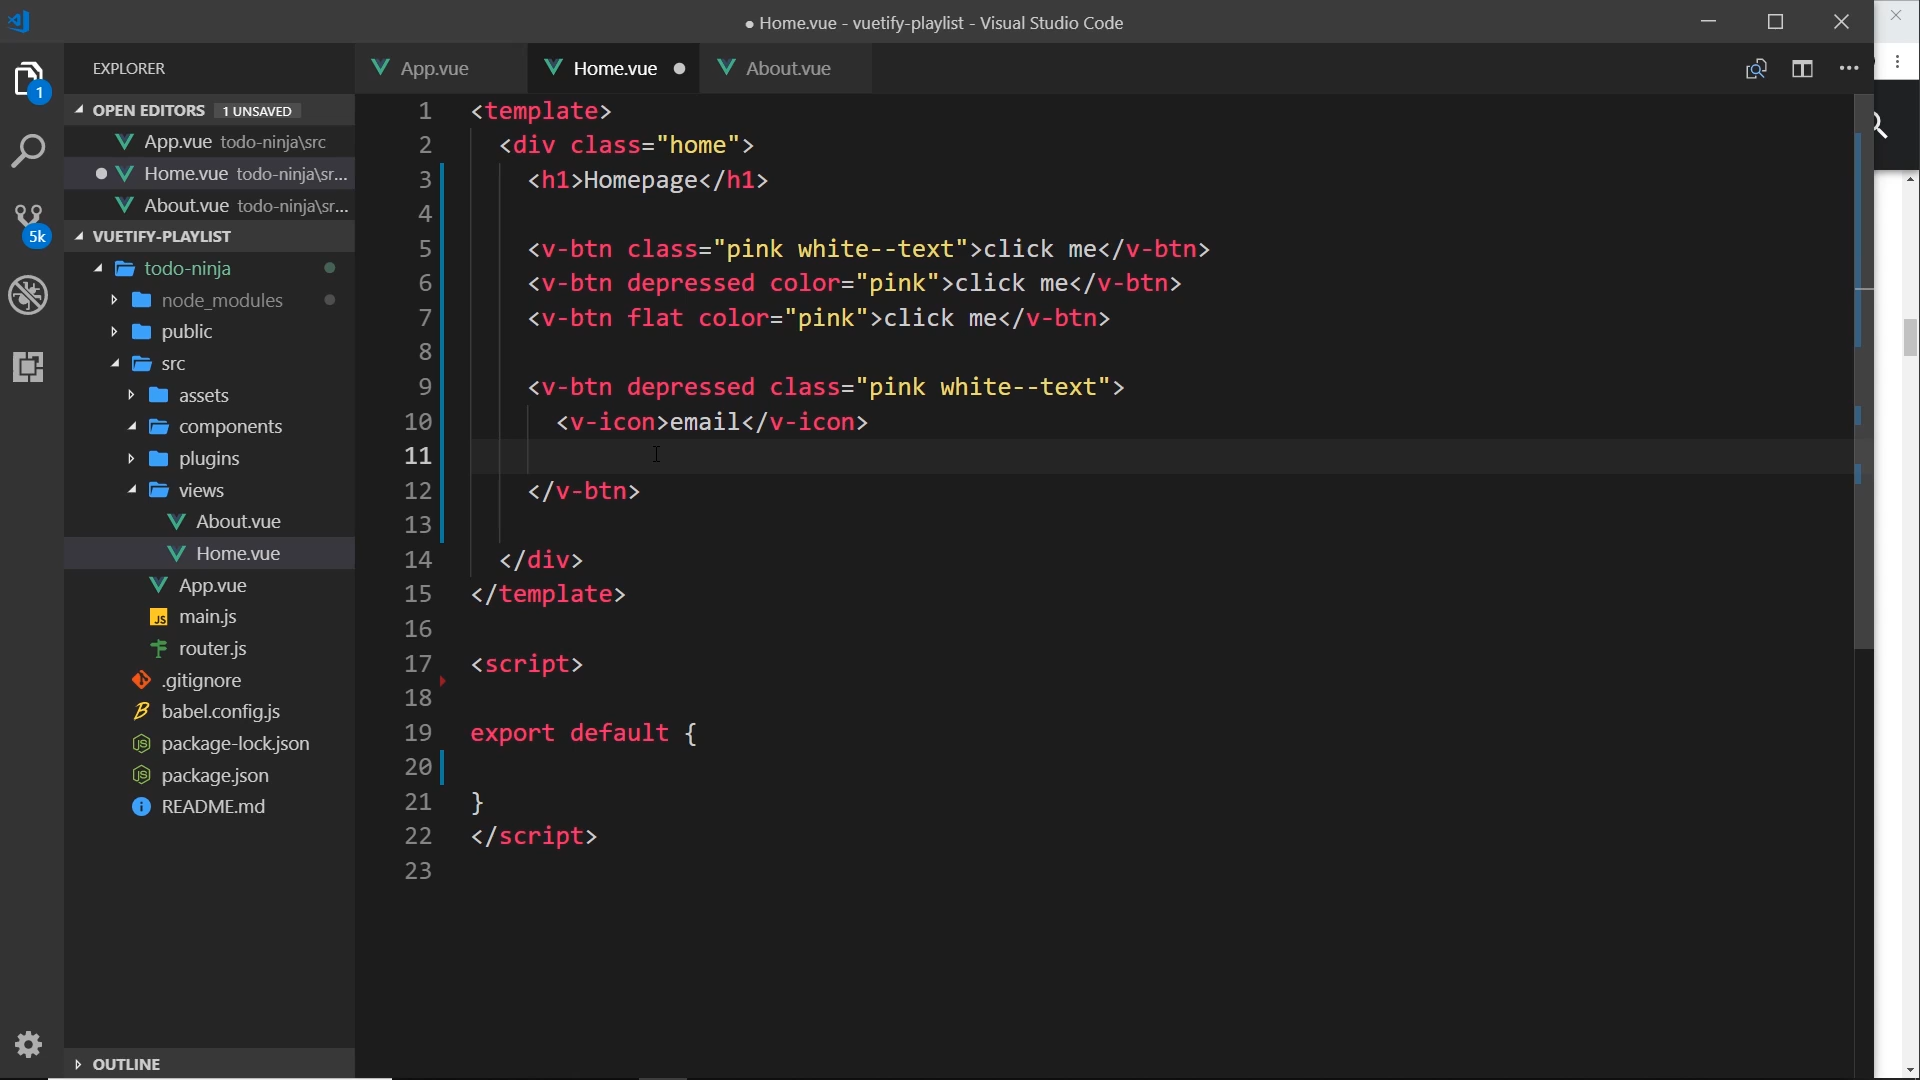 ● Home.vue - vuetify-playlist - Visual Studio Code
EXPLORER
App.vue
Home.vue ●
About.vue
1
5k
OPEN EDITORS 1 UNSAVED
App.vue todo-ninja\src
Home.vue todo-ninja\sr...
About.vue todo-ninja\sr...
VUETIFY-PLAYLIST
todo-ninja
node_modules
public
src
assets
components
plugins
views
About.vue
Home.vue
App.vue
JS main.js
router.js
.gitignore
babel.config.js
package-lock.json
package.json
README.md
OUTLINE
1 <template>
2 <div class="home">
3 <h1>Homepage</h1>
4
5 <v-btn class="pink white--text">click me</v-btn>
6 <v-btn depressed color="pink">click me</v-btn>
7 <v-btn flat color="pink">click me</v-btn>
8
9 <v-btn depressed class="pink white--text">
10 <v-icon>email</v-icon>
11
12 </v-btn>
13
14 </div>
15 </template>
16
17 <script>
18
19 export default {
20
21 }
22 </script>
23